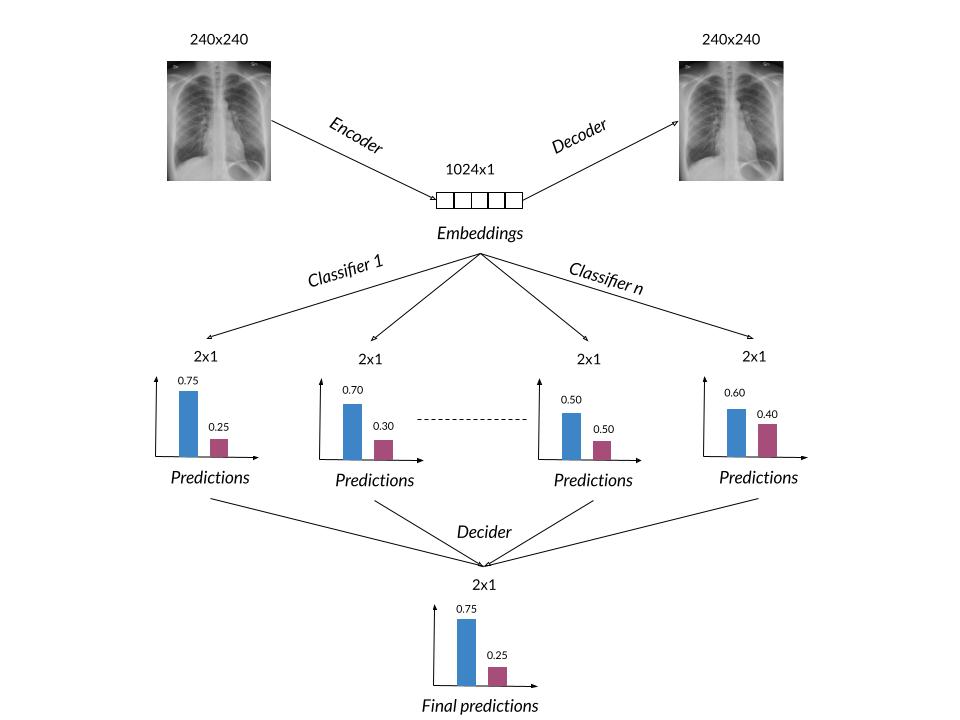 240x240
240x240
Encoder
Decoder
1024x1
Embeddings
Classifier 1
Classifier n
2x1
2x1
2x1
2x1
0.75
0.25
0.70
0.30
0.50
0.50
0.60
0.40
Predictions
Predictions
Predictions
Predictions
Decider
2x1
0.75
0.25
Final predictions